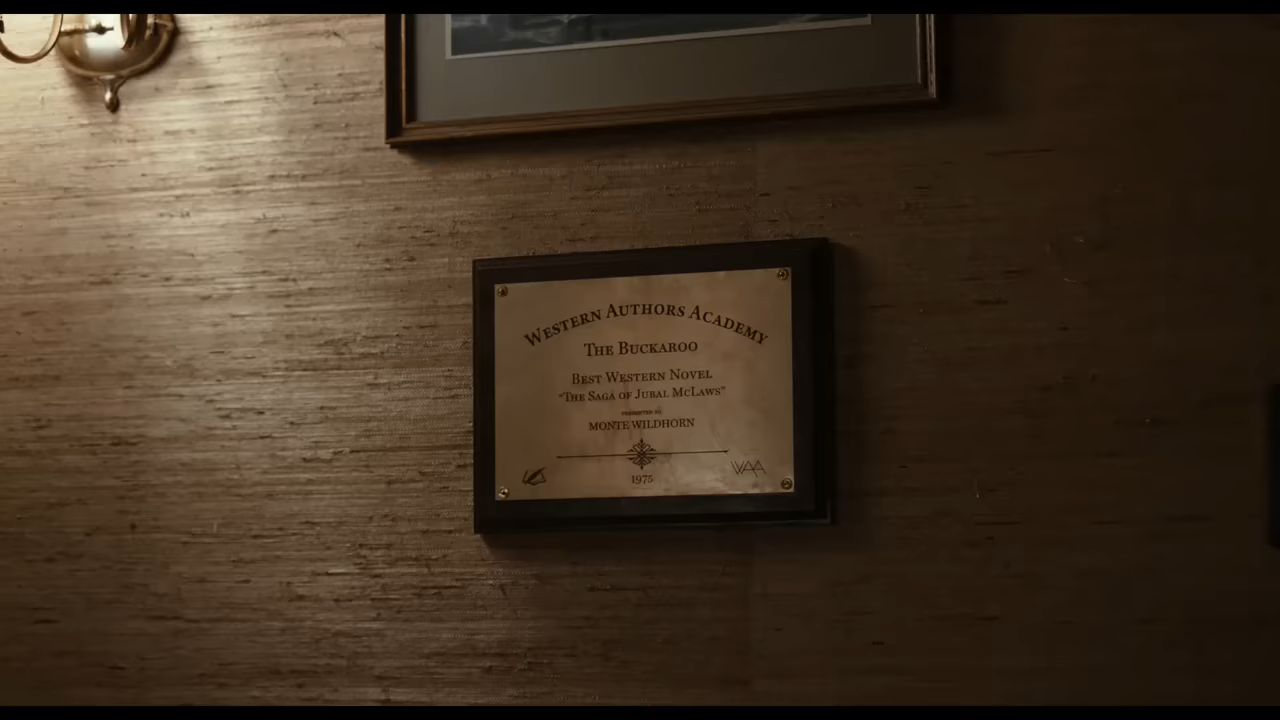 WESTERN AUTHORS ACADEMY
THE BUCKAROO
BEST WESTERN NOVEL
"THE SAGA OF JUBAL MCLAWS"
PRESENTED TO
MONTE WILDHORN
WAA
1975